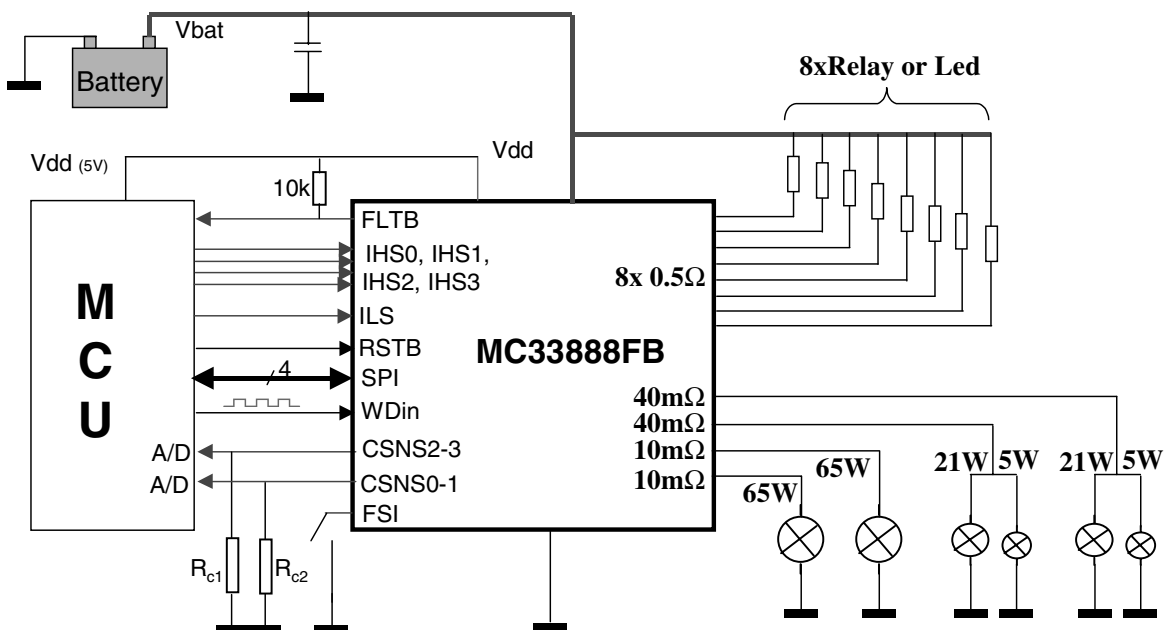 Vbat
Battery
8xRelay or Led
Vdd (5V)
Vdd
10k
FLTB
IHS0, IHS1,
IHS2, IHS3
8x 0.5Ω
ILS
MCU
RSTB
MC33888FB
4
SPI
40mΩ
WDin
40mΩ
A/D
CSNS2-3
10mΩ
65W
21W
5W
21W
5W
A/D
CSNS0-1
10mΩ
65W
FSI
Rc1
Rc2